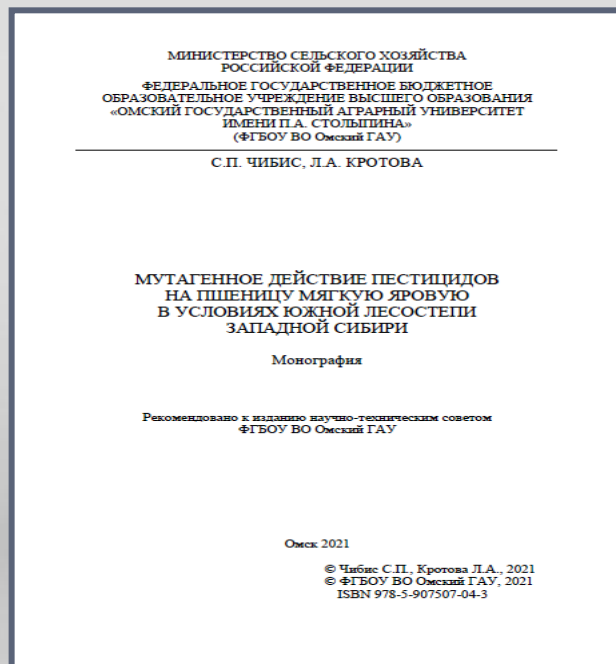 МИНИСТЕРСТВО СЕЛЬСКОГО ХОЗЯЙСТВА
РОССИЙСКОЙ ФЕДЕРАЦИИ
ФЕДЕРАЛЬНОЕ ГОСУДАРСТВЕННОЕ БЮДЖЕТНОЕ
ОБРАЗОВАТЕЛЬНОЕ УЧРЕЖДЕНИЕ ВЫСШЕГО ОБРАЗОВАНИЯ
«ОМСКИЙ ГОСУДАРСТВЕННЫЙ АГРАРНЫЙ УНИВЕРСИТЕТ
ИМЕНИ П.А. СТОЛЫПИНА»
(ФГБОУ ВО Омский ГАУ)
С.П. ЧИБИС, Л.А. КРОТОВА
МУТАГЕННОЕ ДЕЙСТВИЕ ПЕСТИЦИДОВ
НА ПШЕНИЦУ МЯГКУЮ ЯРОВУЮ
В УСЛОВИЯХ ЮЖНОЙ ЛЕСОСТЕПИ
ЗАПАДНОЙ СИБИРИ
Монография
Рекомендовано к изданию научно-техническим советом
ФГБОУ ВО Омский ГАУ
Омск 2021
© Чибис С.П., Кротова Л.А., 2021
© ФГБОУ ВО Омский ГАУ, 2021
ISBN 978-5-907507-04-3